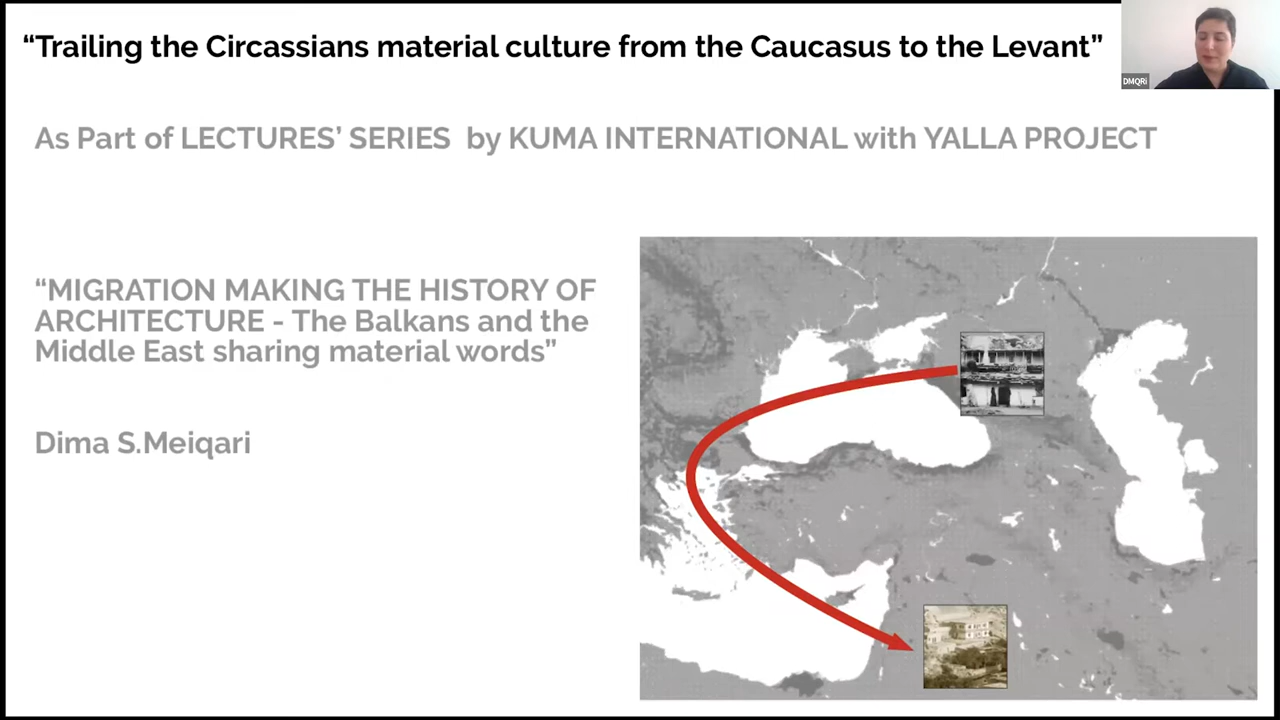 “Trailing the Circassians material culture from the Caucasus to the Levant”
DMQRi
As Part of LECTURES’ SERIES by KUMA INTERNATIONAL with YALLA PROJECT
“MIGRATION MAKING THE HISTORY OF
ARCHITECTURE - The Balkans and the
Middle East sharing material words”
Dima S.Meiqari